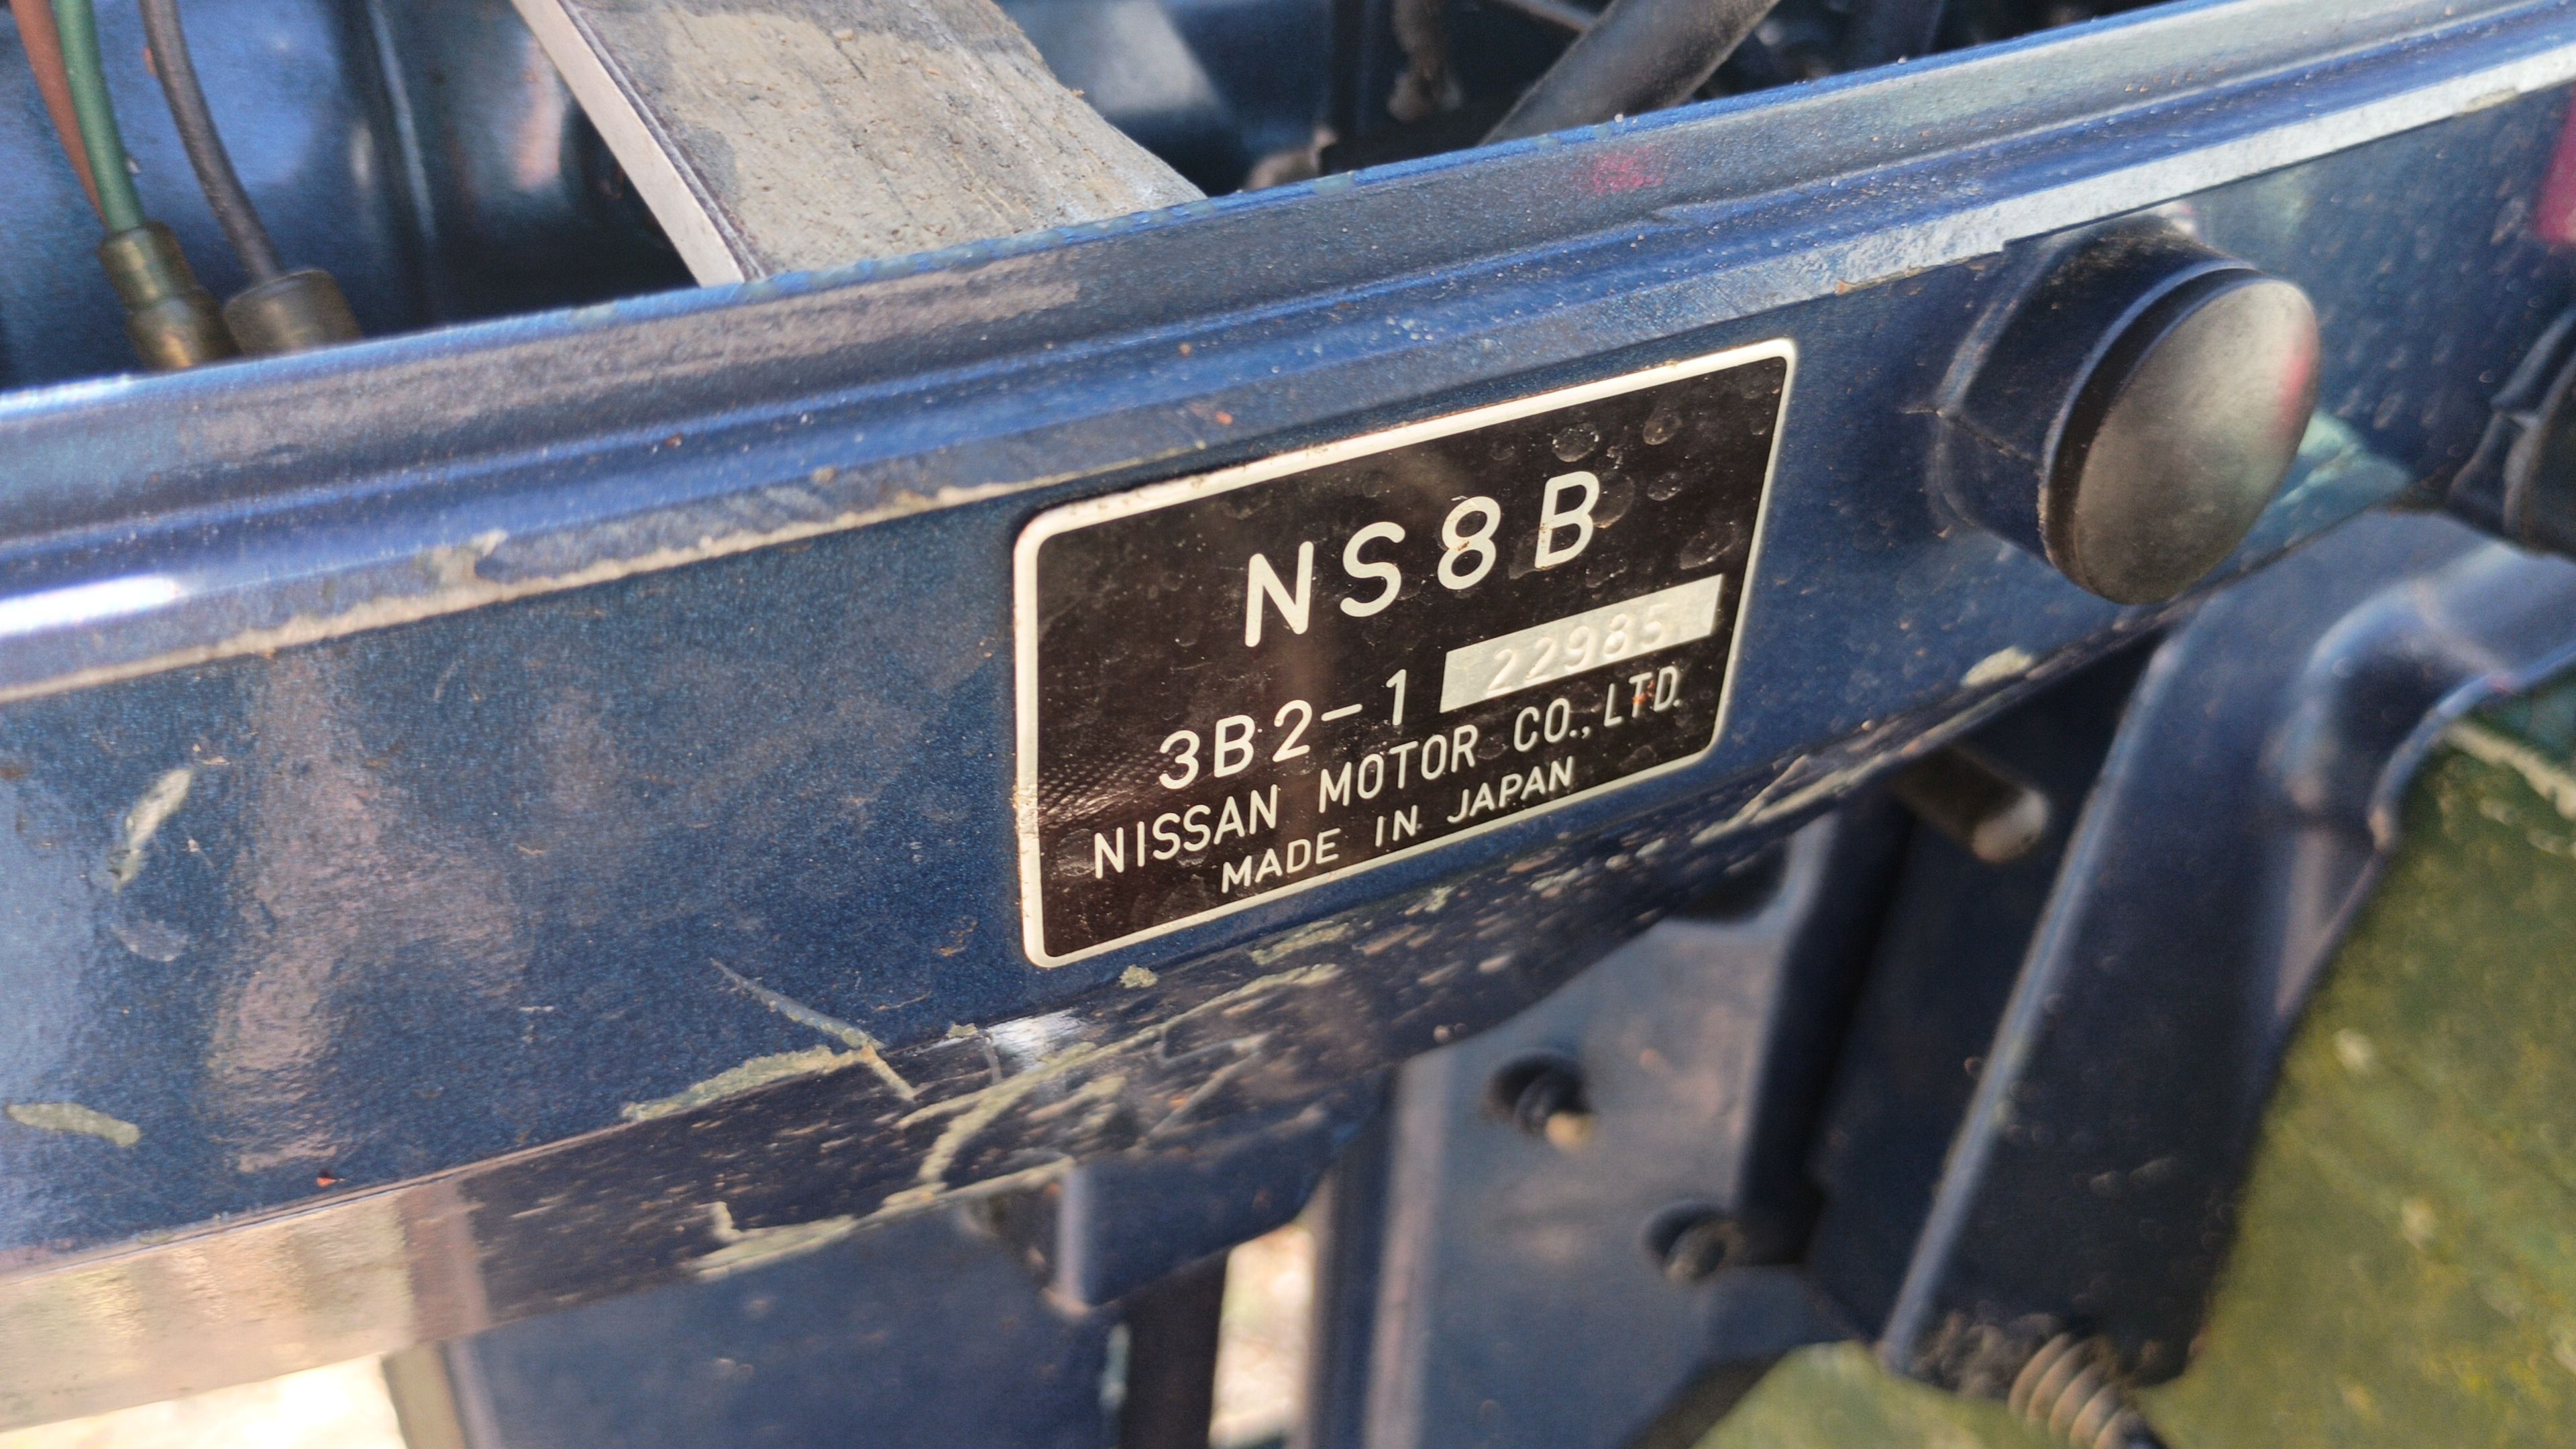 NS8B
3B2-1 22985
NISSAN MOTOR CO.,LTD.
MADE IN JAPAN